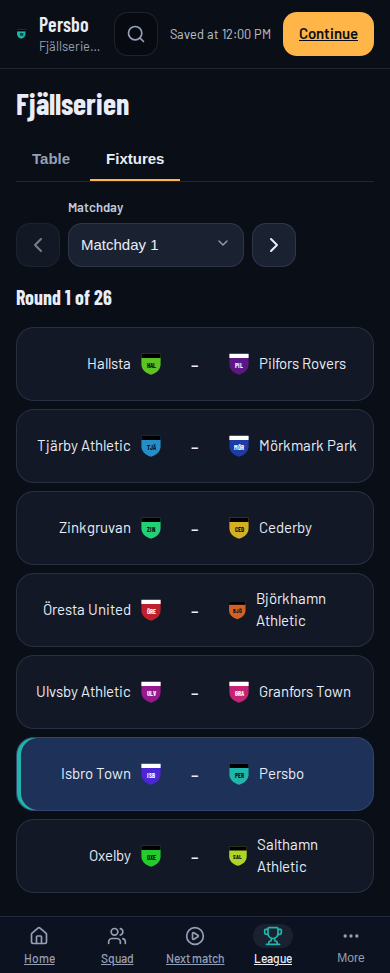 Persbo
Fjällserie...
Saved at 12:00 PM
Continue
Fjällserien
Table
Fixtures
Matchday
Matchday 1
Round 1 of 26
Hallsta HAL – PIL Pilfors Rovers
Tjärby Athletic TJÄ – MÖR Mörkmark Park
Zinkgruvan ZIN – CED Cederby
Öresta United ÖRE – BJÖ Björkhamn
Athletic
Ulvsby Athletic ULV – GRA Granfors Town
Isbro Town ISB – PER Persbo
Oxelby OXE – SAL Salthamn
Athletic
Home
Squad
Next match
League
More